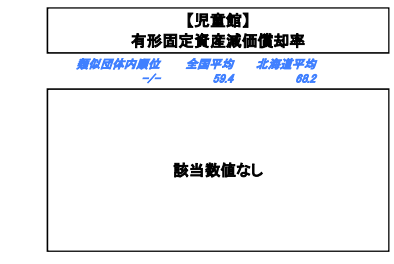 【児童館】
有形固定資産減価償却率
類似団体内順位 全国平均 北海道平均
-/- 59.4 68.2
該当数値なし